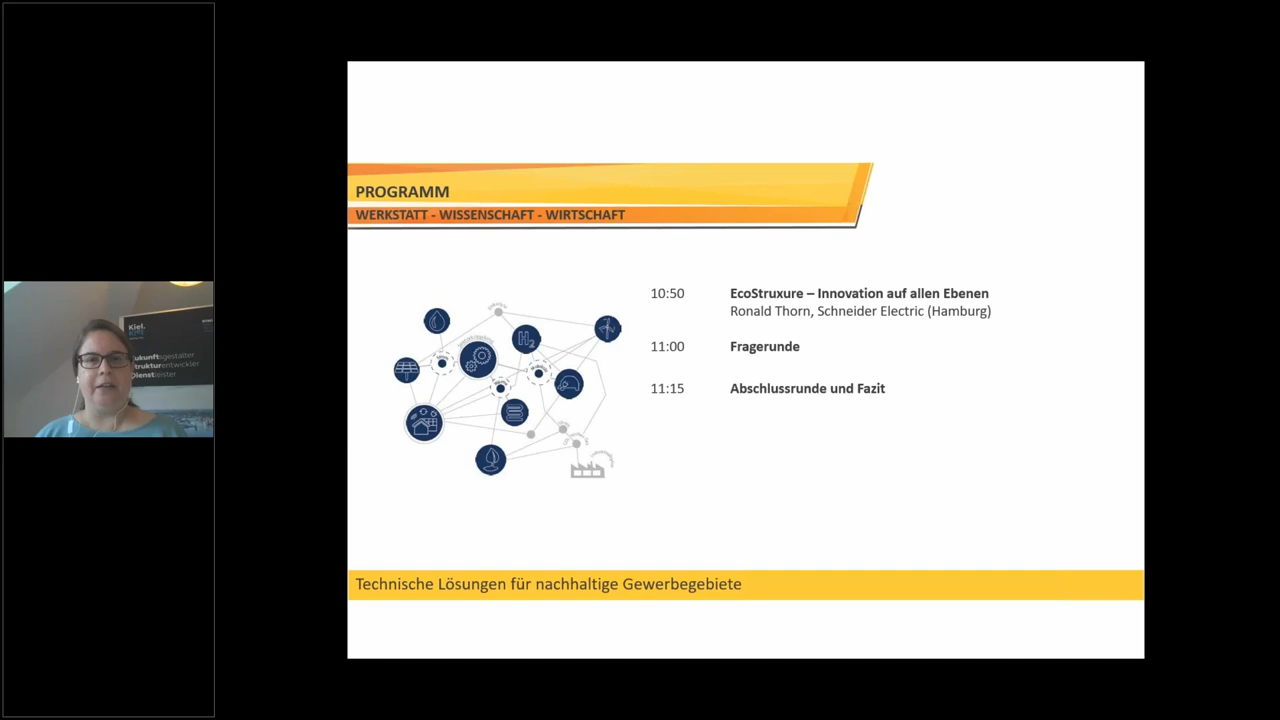 Kiel.
Zukunftsgestalter
Strukturentwickler
Dienstleister
PROGRAMM
WERKSTATT - WISSENSCHAFT - WIRTSCHAFT
10:50 EcoStruxure – Innovation auf allen Ebenen
Ronald Thorn, Schneider Electric (Hamburg)
11:00 Fragerunde
11:15 Abschlussrunde und Fazit
H2
Technische Lösungen für nachhaltige Gewerbegebiete